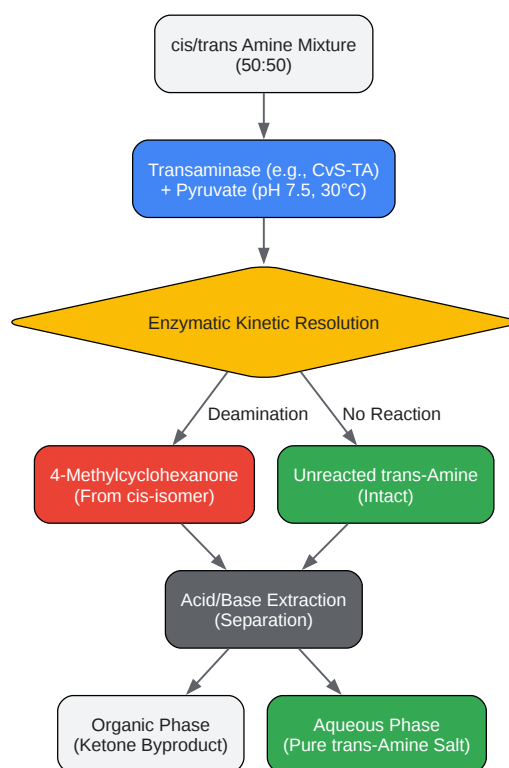 cis/trans Amine Mixture
(50:50)
Transaminase (e.g., CvS-TA)
+ Pyruvate (pH 7.5, 30°C)
Enzymatic Kinetic Resolution
Deamination
No Reaction
4-Methylcyclohexanone
(From cis-isomer)
Unreacted trans-Amine
(Intact)
Acid/Base Extraction
(Separation)
Organic Phase
(Ketone Byproduct)
Aqueous Phase
(Pure trans-Amine Salt)